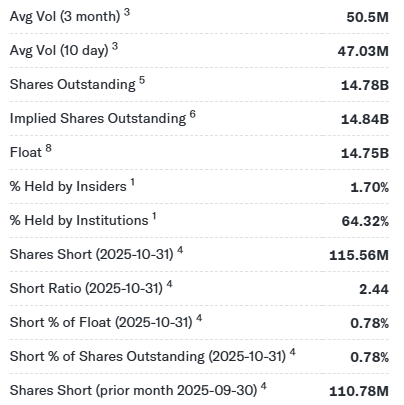 Avg Vol (3 month) 3 50.5M
Avg Vol (10 day) 3 47.03M
Shares Outstanding 5 14.78B
Implied Shares Outstanding 6 14.84B
Float 8 14.75B
% Held by Insiders 1 1.70%
% Held by Institutions 1 64.32%
Shares Short (2025-10-31) 4 115.56M
Short Ratio (2025-10-31) 4 2.44
Short % of Float (2025-10-31) 4 0.78%
Short % of Shares Outstanding (2025-10-31) 4 0.78%
Shares Short (prior month 2025-09-30) 4 110.78M